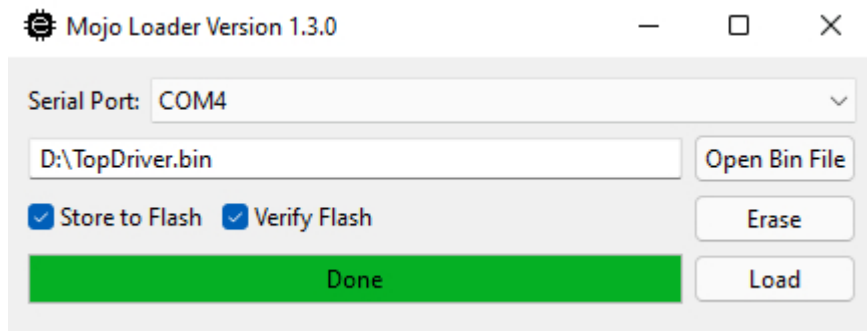 Mojo Loader Version 1.3.0
Serial Port: COM4
D:\TopDriver.bin Open Bin File
Store to Flash Verify Flash Erase
Done Load